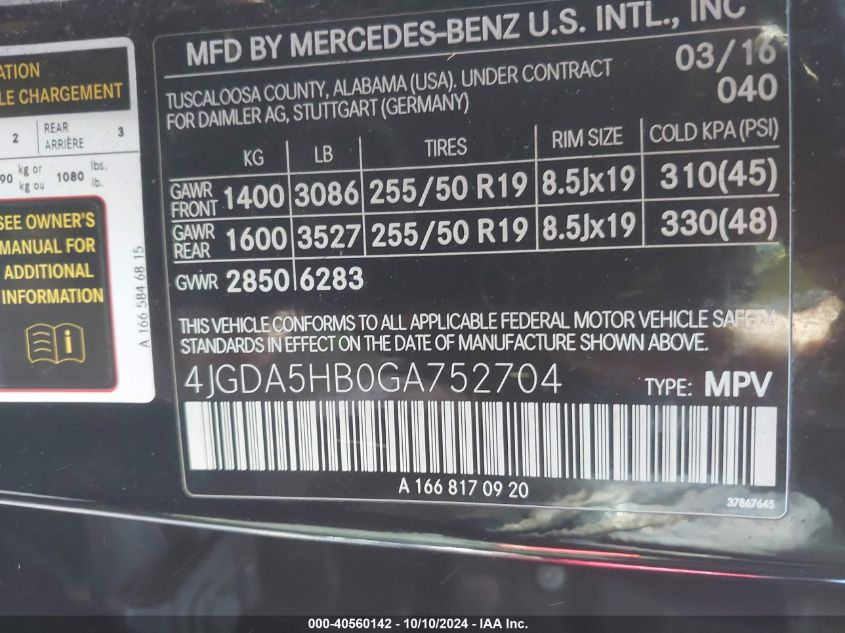 ATION
LE CHARGEMENT
2 REAR ARRIÈRE 3
90 kg or kg ou 1080 lbs. lb.
SEE OWNER'S
MANUAL FOR
ADDITIONAL
INFORMATION
A 166 584 68 15
MFD BY MERCEDES-BENZ U.S. INTL., INC
03/16
TUSCALOOSA COUNTY, ALABAMA (USA). UNDER CONTRACT
FOR DAIMLER AG, STUTTGART (GERMANY)
040
KG LB TIRES RIM SIZE COLD KPA (PSI)
GAWR FRONT 1400 3086 255/50 R19 8.5Jx19 310(45)
GAWR REAR 1600 3527 255/50 R19 8.5Jx19 330(48)
GVWR 2850 6283
THIS VEHICLE CONFORMS TO ALL APPLICABLE FEDERAL MOTOR VEHICLE SAFETY
STANDARDS IN EFFECT ON THE DATE OF MANUFACTURE SHOWN ABOVE.
4JGDA5HB0GA752704 TYPE: MPV
A 166 817 09 20
37867645
000-40560142 - 10/10/2024 - IAA Inc.